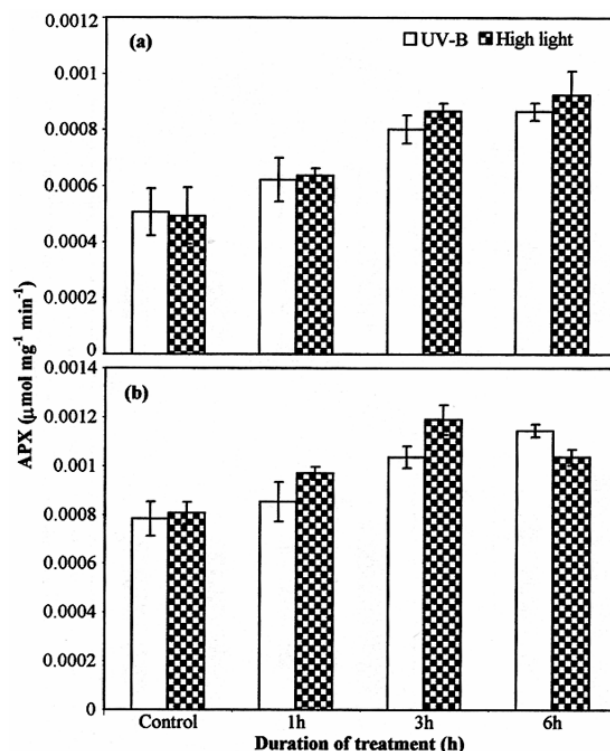 0.0012
(a)
UV-B
High light
0.001
0.0008
0.0006
0.0004
0.0002
0
APX (μmol mg⁻¹ min⁻¹)
0.0014
(b)
0.0012
0.001
0.0008
0.0006
0.0004
0.0002
0
Control 1h 3h 6h
Duration of treatment (h)